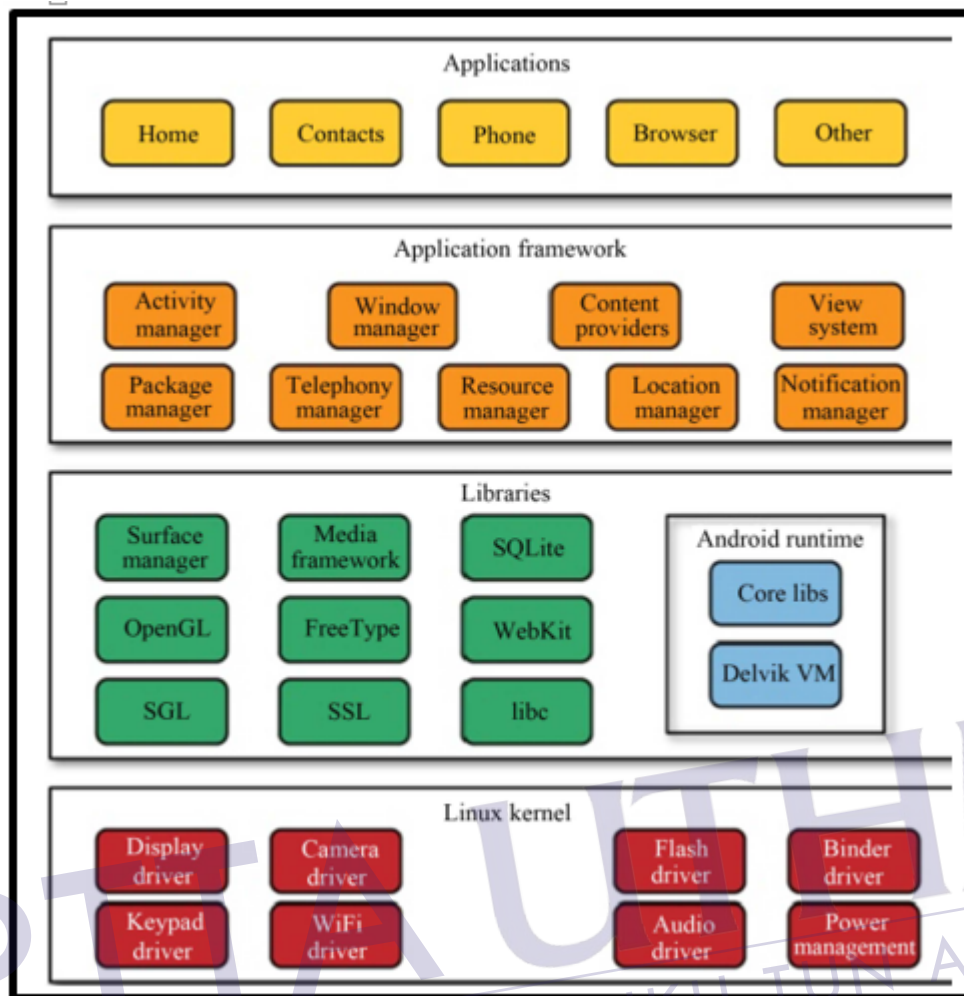 Applications
Home
Contacts
Phone
Browser
Other
Application framework
Activity
manager
Window
manager
Content
providers
View
system
Package
manager
Telephony
manager
Resource
manager
Location
manager
Notification
manager
Libraries
Surface
manager
Media
framework
SQLite
OpenGL
FreeType
WebKit
SGL
SSL
libc
Android runtime
Core libs
Delvik VM
Linux kernel
Display
driver
Camera
driver
Flash
driver
Binder
driver
Keypad
driver
WiFi
driver
Audio
driver
Power
management